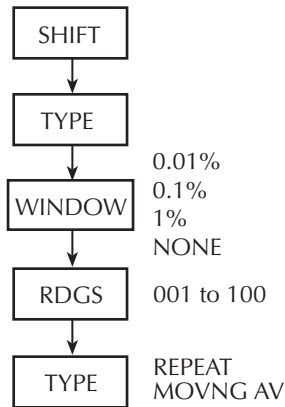 SHIFT
TYPE
0.01%
0.1%
WINDOW
1%
NONE
RDGS 001 to 100
REPEAT
TYPE
MOVNG AV